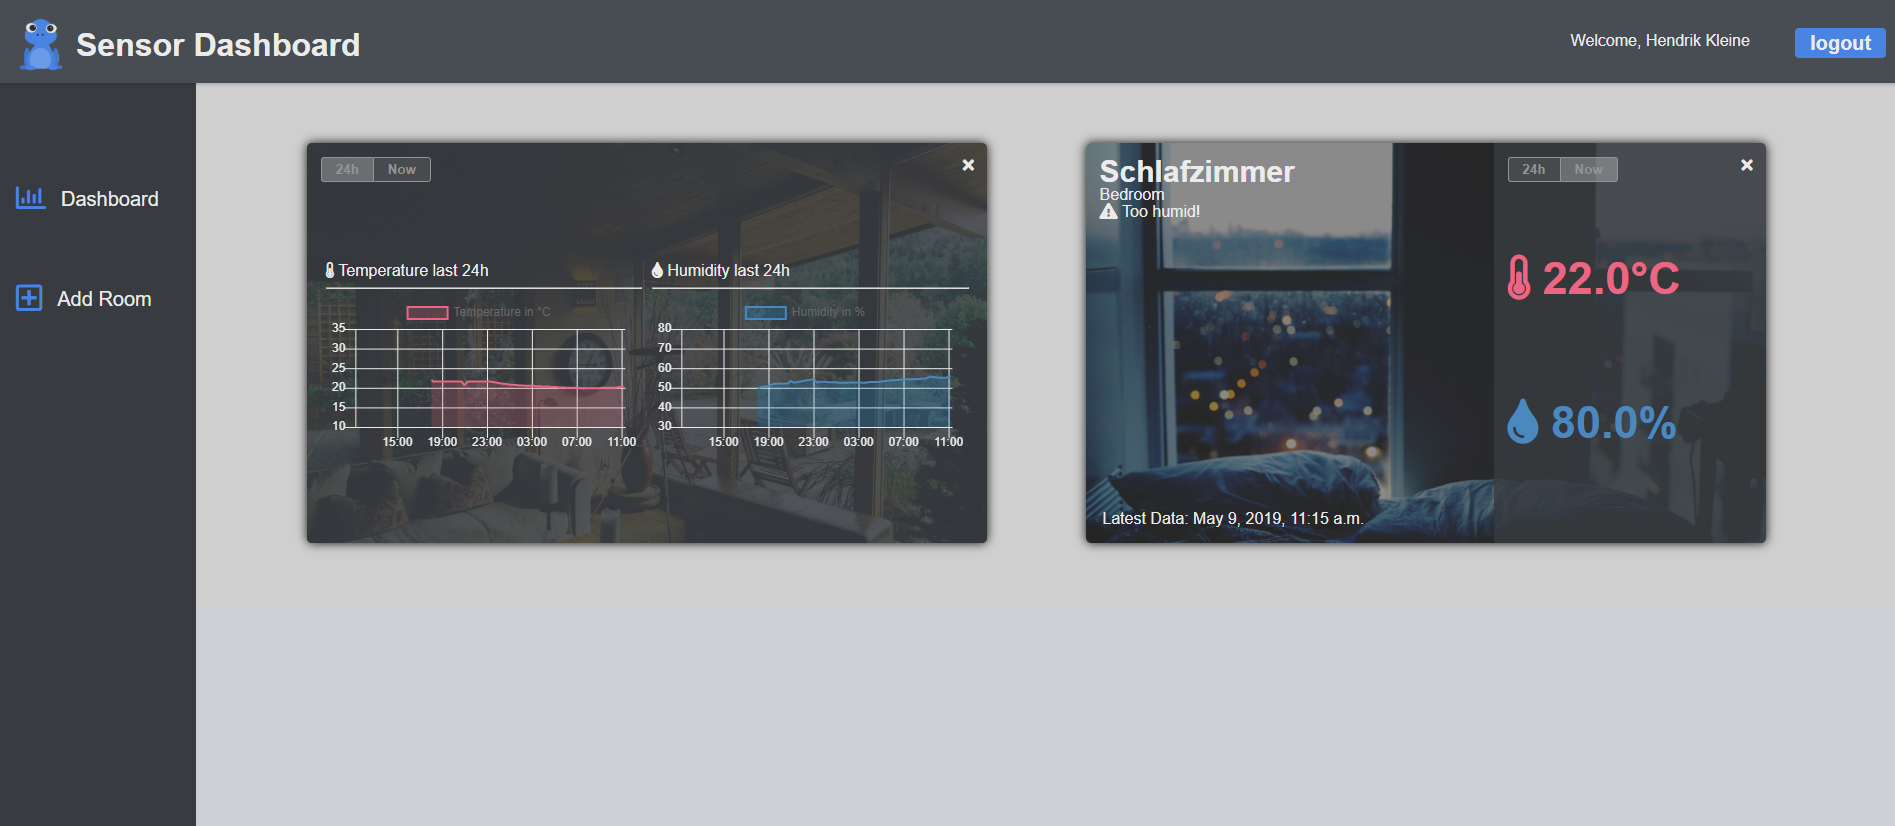 Sensor Dashboard
Welcome, Hendrik Kleine
logout
Dashboard
Add Room
24h Now
×
Temperature last 24h
Temperature in °C
35
30
25
20
15
10
15:00 19:00 23:00 03:00 07:00 11:00
Humidity last 24h
Humidity in %
80
70
60
50
40
30
15:00 19:00 23:00 03:00 07:00 11:00
Schlafzimmer
Bedroom
Too humid!
Latest Data: May 9, 2019, 11:15 a.m.
24h Now
×
22.0°C
80.0%